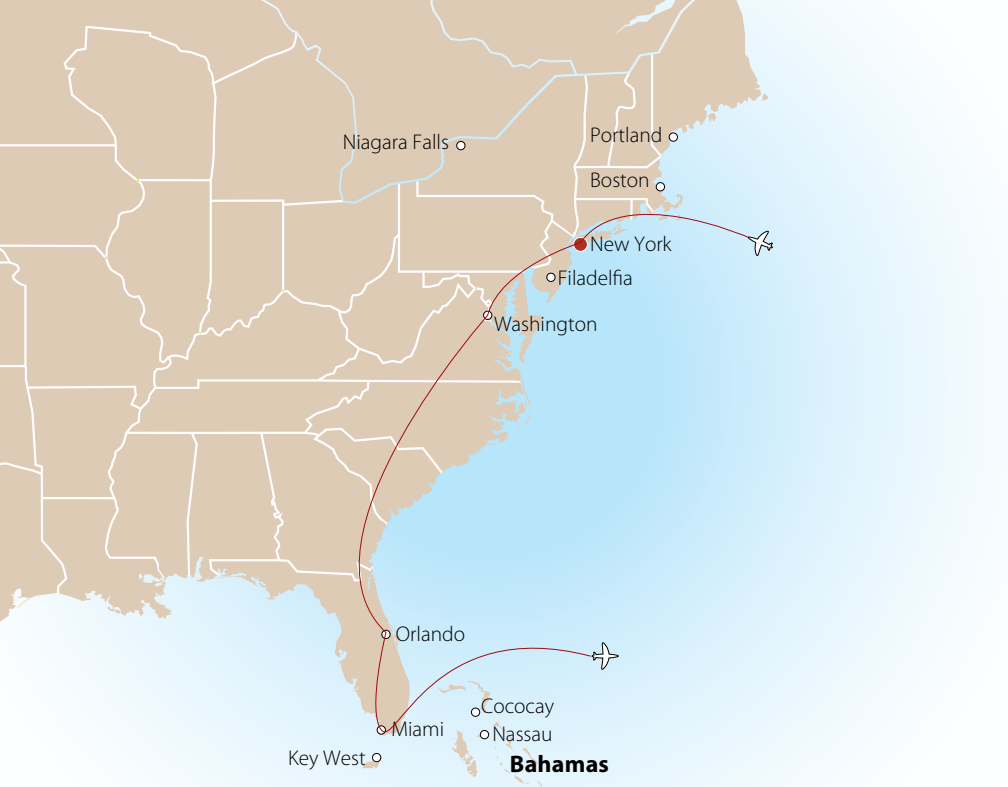 Portland
Niagara Falls
Boston
New York
Filadelfia
Washington
Orlando
Cococay
Miami
Nassau
Key West
Bahamas